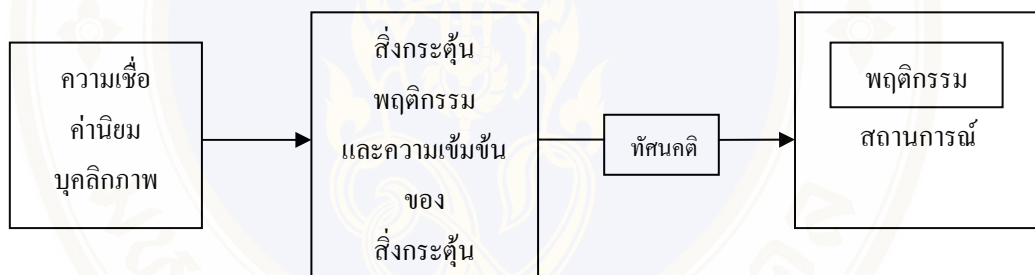 ความเชื่อ
ค่านิยม
บุคลิกภาพ
สิ่งกระตุ้น
พฤติกรรม
และความเข้มข้น
ของ
สิ่งกระตุ้น
ทัศนคติ
พฤติกรรม
สถานการณ์